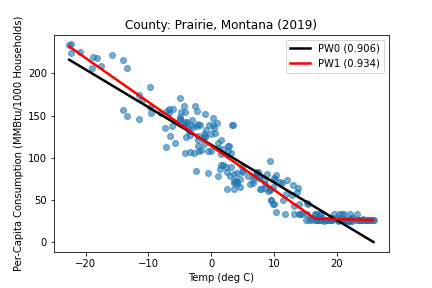 County: Prairie, Montana (2019)
Per-Capita Consumption (MMBtu/1000 Households)
200
150
100
50
0
PW0 (0.906)
PW1 (0.934)
−20 −10 0 10 20
Temp (deg C)